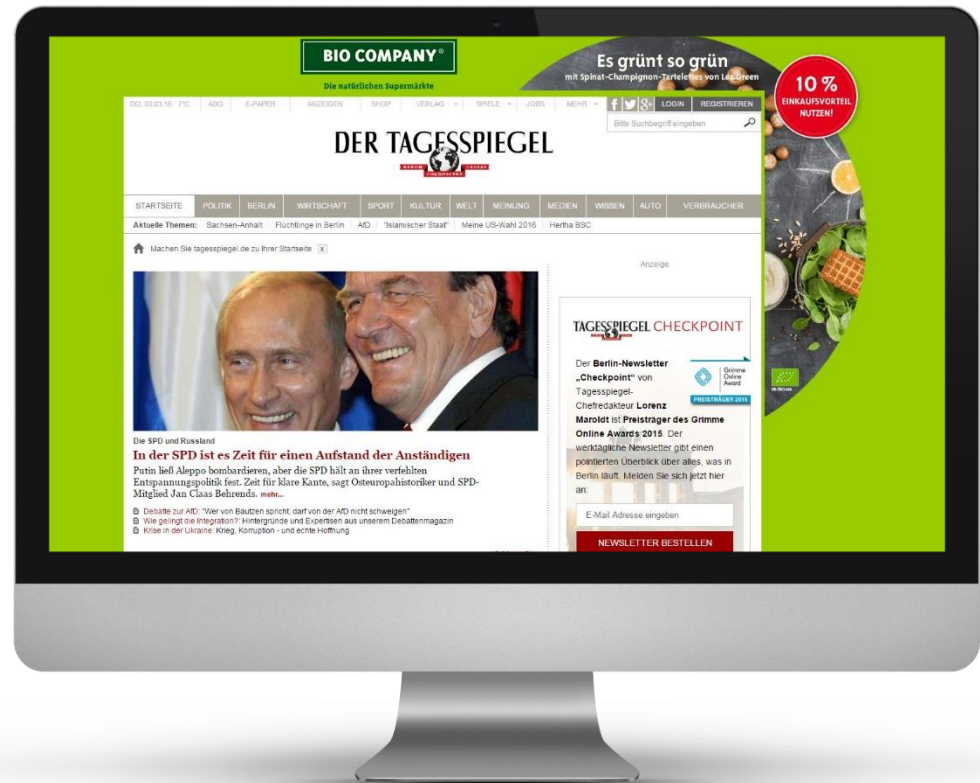 BIO COMPANY®
Die natürlichen Supermärkte
Es grünt so grün
mit Spinat-Champignon-Tartelettes von Lea Green
10 %
EINKAUFSVORTEIL
NUTZEN!
DO, 03.03.16 7°C ABO E-PAPER ANZEIGEN SHOP VERLAG SPIELE JOBS MEHR LOGIN REGISTRIEREN
Bitte Suchbegriff eingeben
DER TAGESSPIEGEL
STARTSEITE POLITIK BERLIN WIRTSCHAFT SPORT KULTUR WELT MEINUNG MEDIEN WISSEN AUTO VERBRAUCHER
Aktuelle Themen: Sachsen-Anhalt Flüchtlinge in Berlin AfD "Islamischer Staat" Meine US-Wahl 2016 Hertha BSC
Machen Sie tagesspiegel.de zu Ihrer Startseite x
Die SPD und Russland
In der SPD ist es Zeit für einen Aufstand der Anständigen
Putin ließ Aleppo bombardieren, aber die SPD hält an ihrer verfehlten
Entspannungspolitik fest. Zeit für klare Kante, sagt Osteuropahistoriker und SPD-
Mitglied Jan Claas Behrends. mehr...
Debatte zur AfD: "Wer von Bautzen spricht, darf von der AfD nicht schweigen"
Wie gelingt die Integration?: Hintergründe und Expertisen aus unserem Debattenmagazin
Krise in der Ukraine: Krieg, Korruption - und echte Hoffnung
Anzeige
TAGESSPIEGEL CHECKPOINT
Der Berlin-Newsletter
„Checkpoint“ von
Tagesspiegel-
Chefredakteur Lorenz
Maroldt ist Preisträger des Grimme
Online Awards 2015. Der
werktägliche Newsletter gibt einen
pointierten Überblick über alles, was in
Berlin läuft. Melden Sie sich jetzt hier
an:
Grimme
Online
Award
PREISTRÄGER 2015
E-Mail Adresse eingeben
NEWSLETTER BESTELLEN